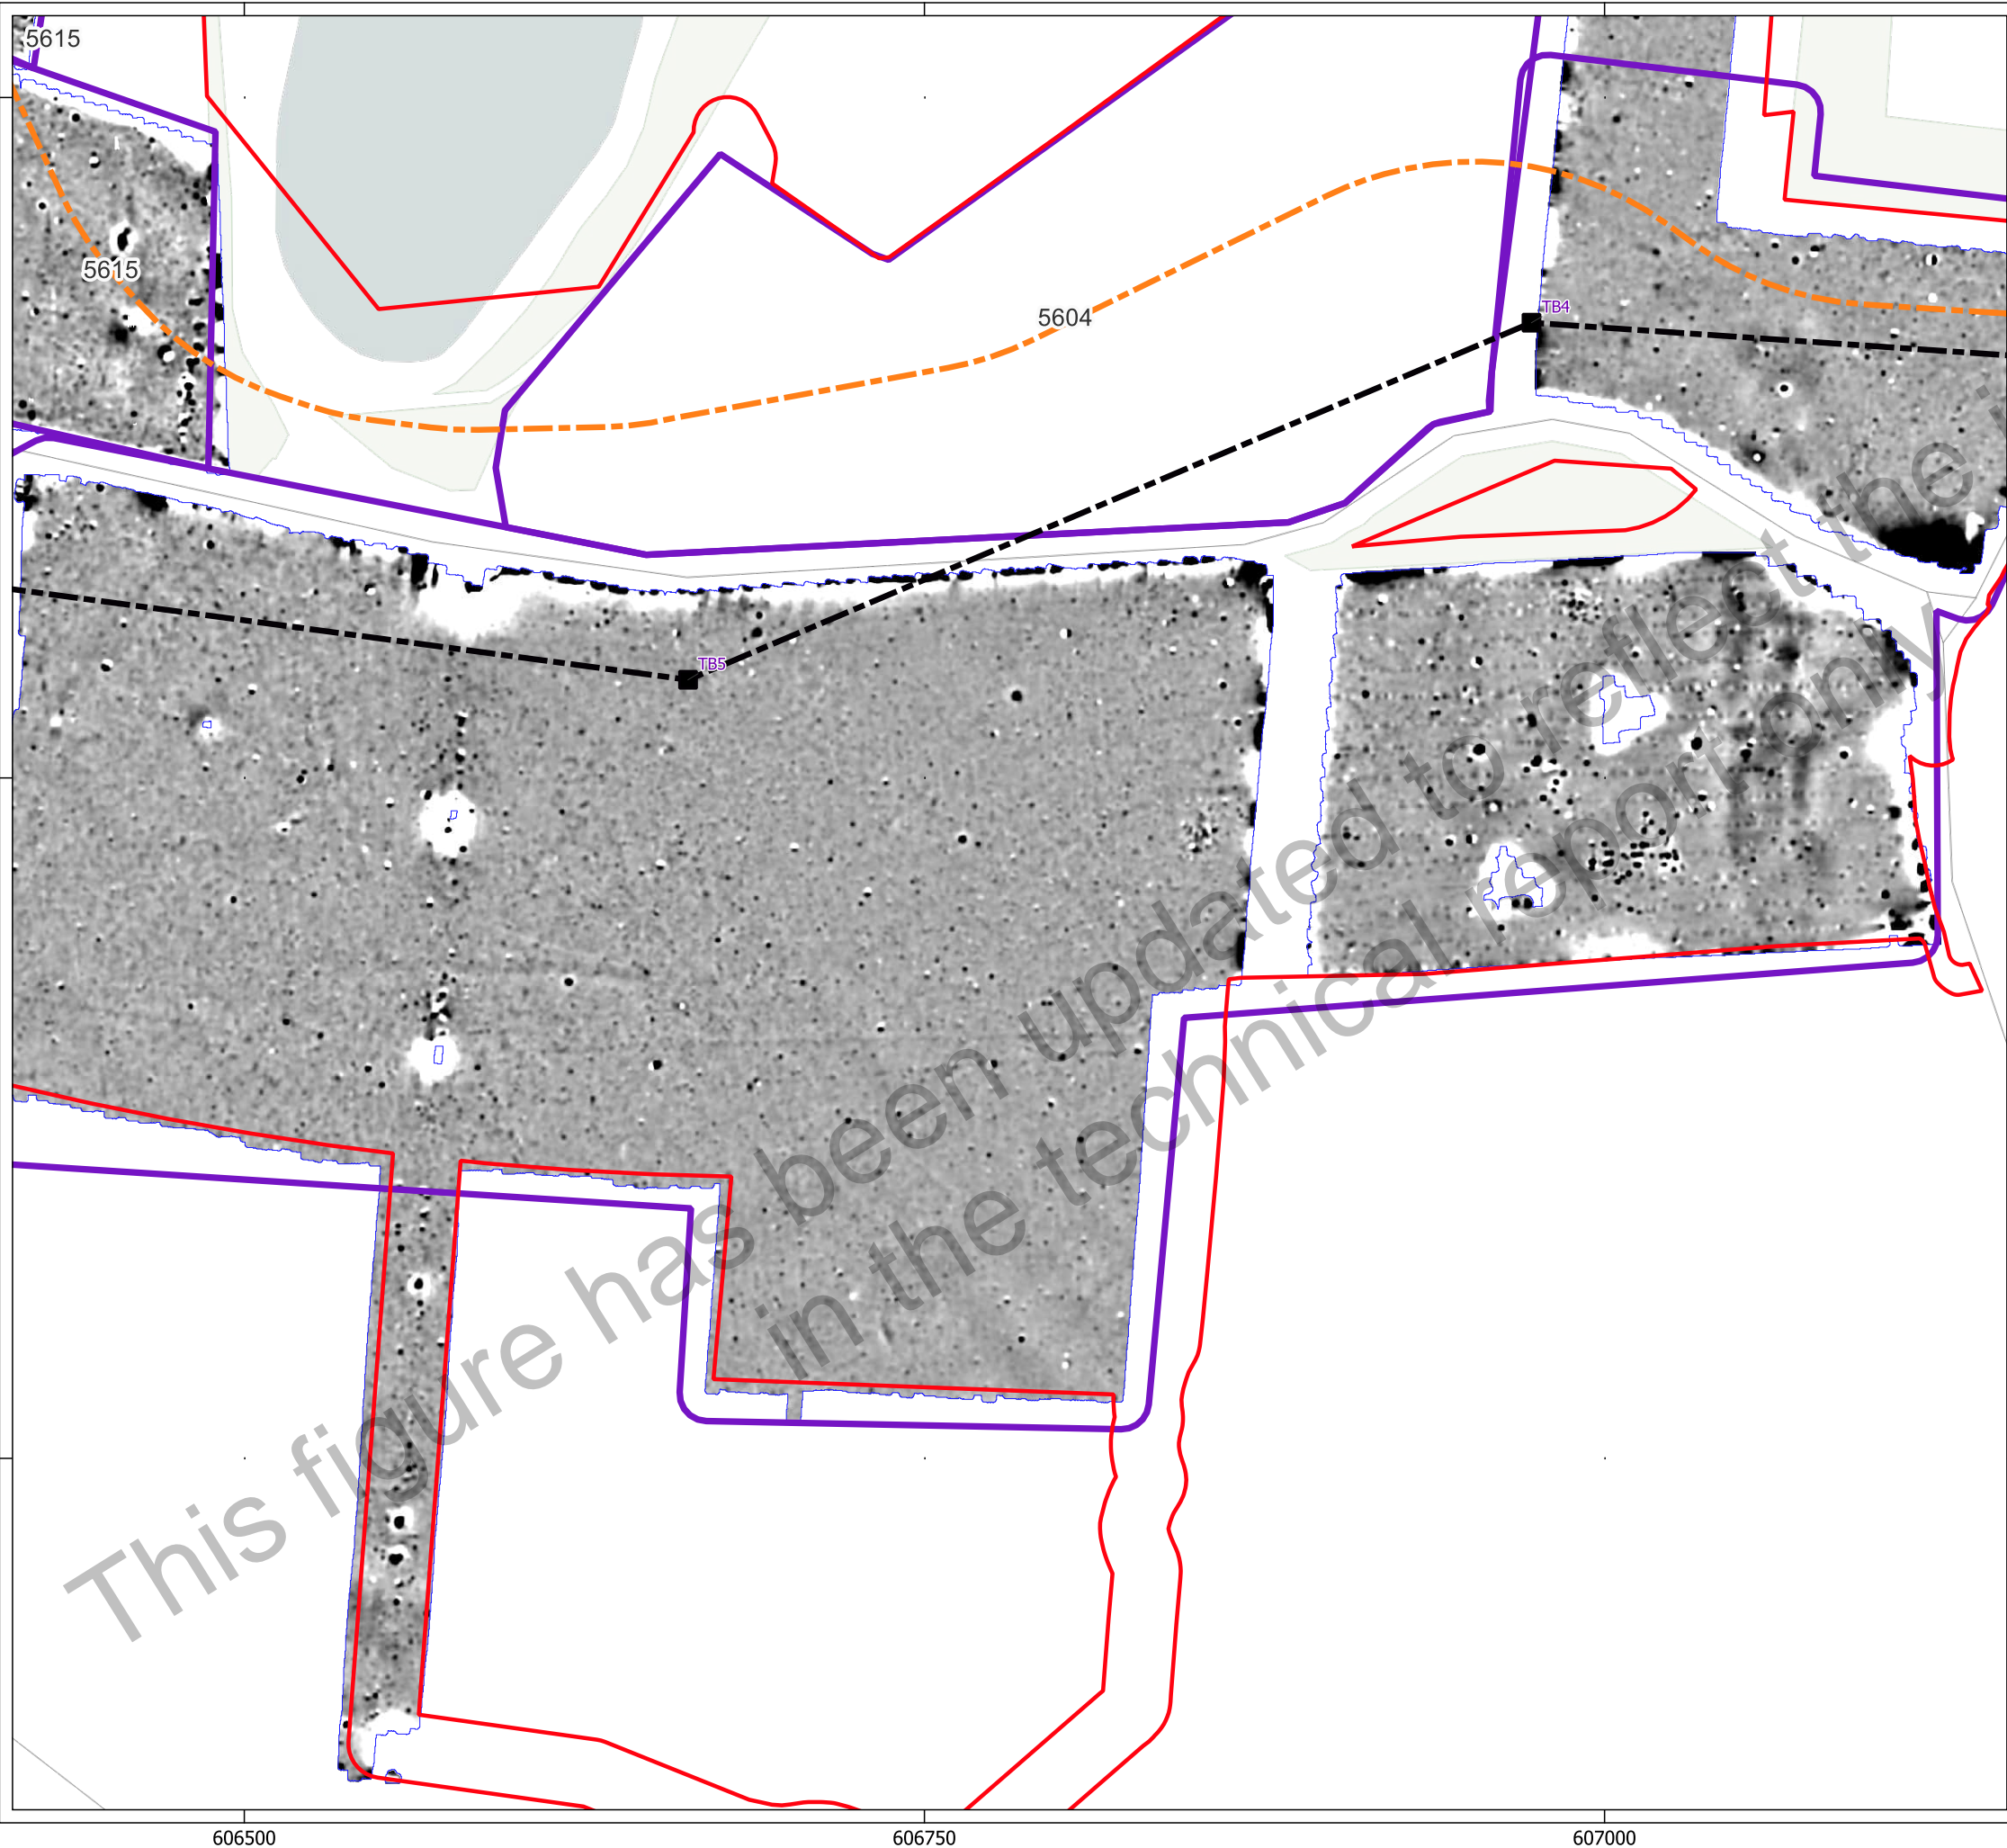 5615
5615
5604
TB4
TB5
This figure has been updated to reflect the i
in the technical report only
606500
606750
607000